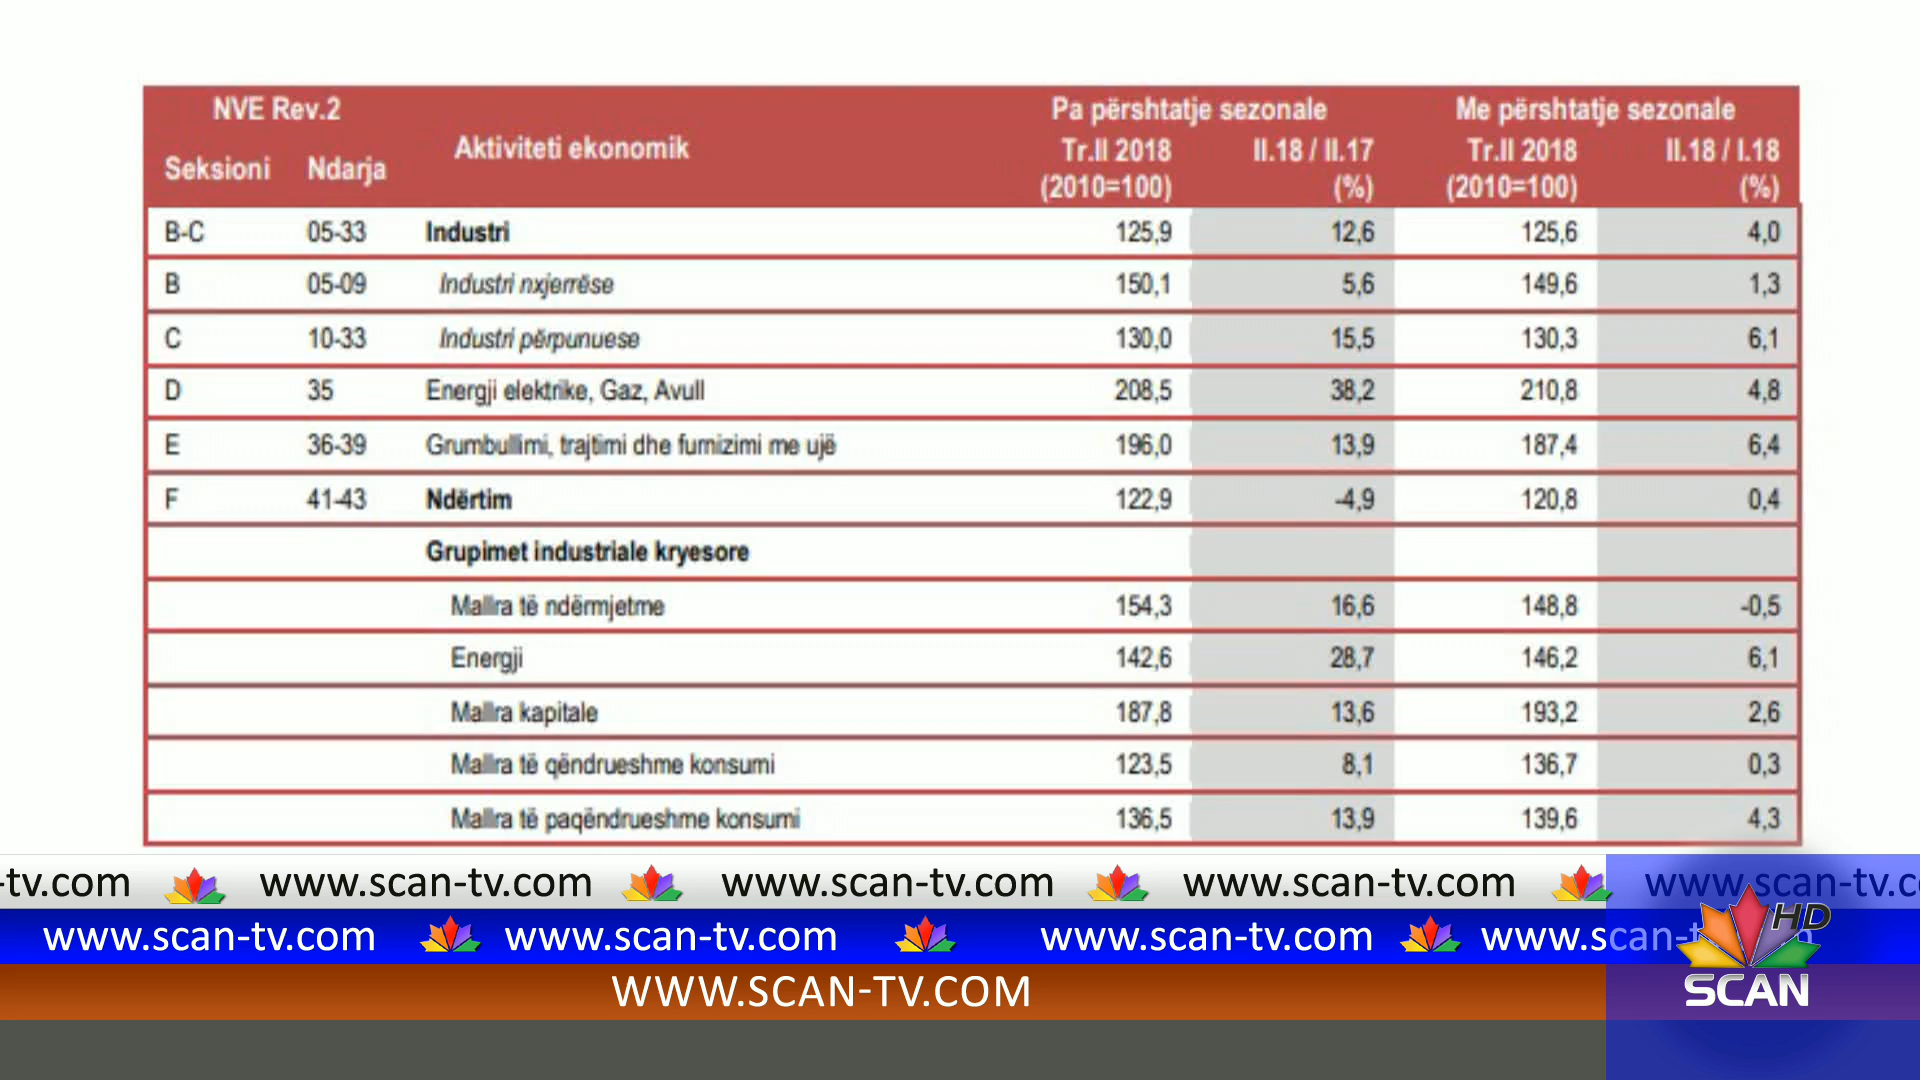 NVE Rev.2 Pa përshtatje sezonale Me përshtatje sezonale
Seksioni Ndarja Aktiviteti ekonomik Tr.II 2018 II.18 / II.17 Tr.II 2018 II.18 / I.18
(2010=100) (%) (2010=100) (%)
B-C 05-33 Industri 125,9 12,6 125,6 4,0
B 05-09 Industri nxjerrëse 150,1 5,6 149,6 1,3
C 10-33 Industri përpunuese 130,0 15,5 130,3 6,1
D 35 Energji elektrike, Gaz, Avull 208,5 38,2 210,8 4,8
E 36-39 Grumbullimi, trajtimi dhe furnizimi me ujë 196,0 13,9 187,4 6,4
F 41-43 Ndërtim 122,9 -4,9 120,8 0,4
Grupimet industriale kryesore
Mallra të ndërmjetme 154,3 16,6 148,8 -0,5
Energji 142,6 28,7 146,2 6,1
Mallra kapitale 187,8 13,6 193,2 2,6
Mallra të qëndrueshme konsumi 123,5 8,1 136,7 0,3
Mallra të paqëndrueshme konsumi 136,5 13,9 139,6 4,3
-tv.com www.scan-tv.com www.scan-tv.com www.scan-tv.com www.scan-tv.c
www.scan-tv.com www.scan-tv.com www.scan-tv.com www.scan-
WWW.SCAN-TV.COM
HD
SCAN